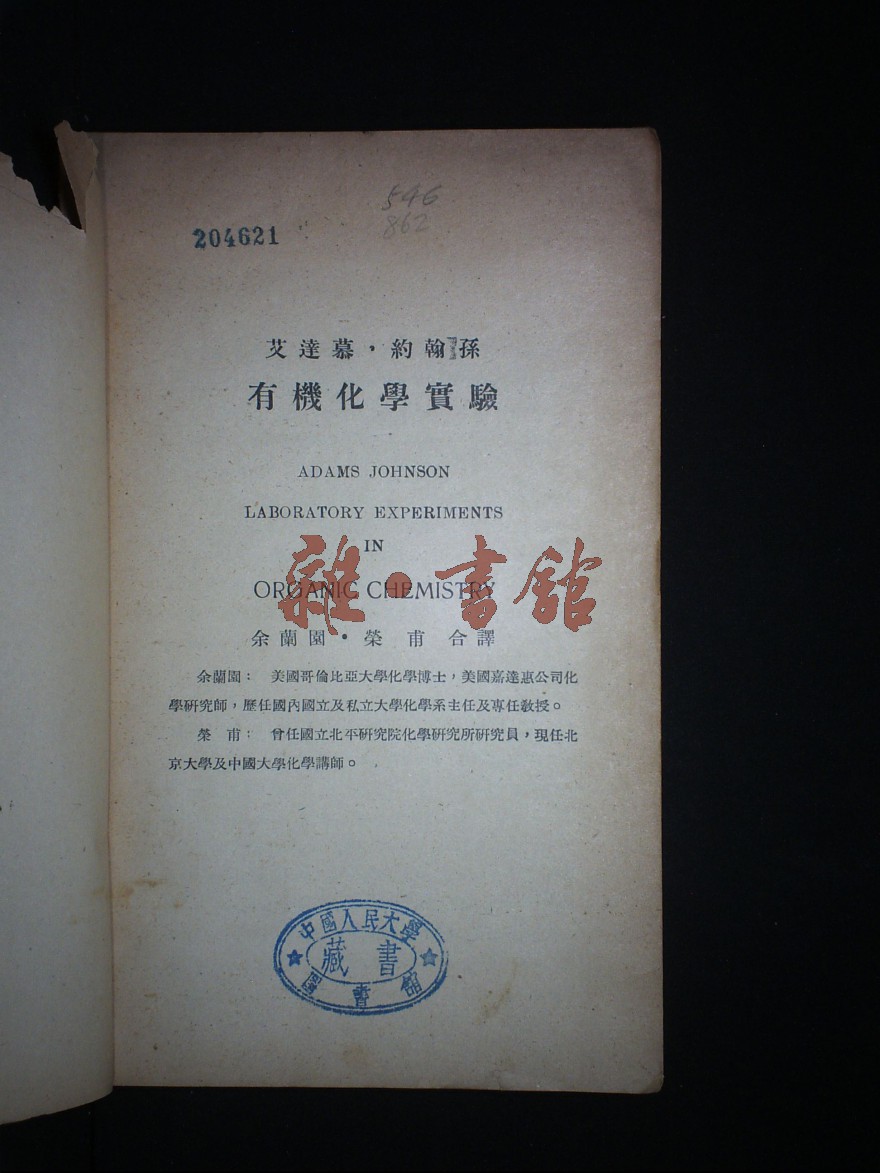 546
862
204621
艾達慕・約翰孫
有機化學實驗
ADAMS JOHNSON
LABORATORY EXPERIMENTS
IN
ORGANIC CHEMISTRY
雜・書館
余蘭園・榮甫合譯
余蘭園： 美國哥倫比亞大學化學博士，美國嘉達惠公司化
學研究師，歷任國內國立及私立大學化學系主任及專任教授。
榮甫： 曾任國立北平研究院化學研究所研究員，現任北
京大學及中國大學化學講師。
中國人民大學
藏書
圖書館